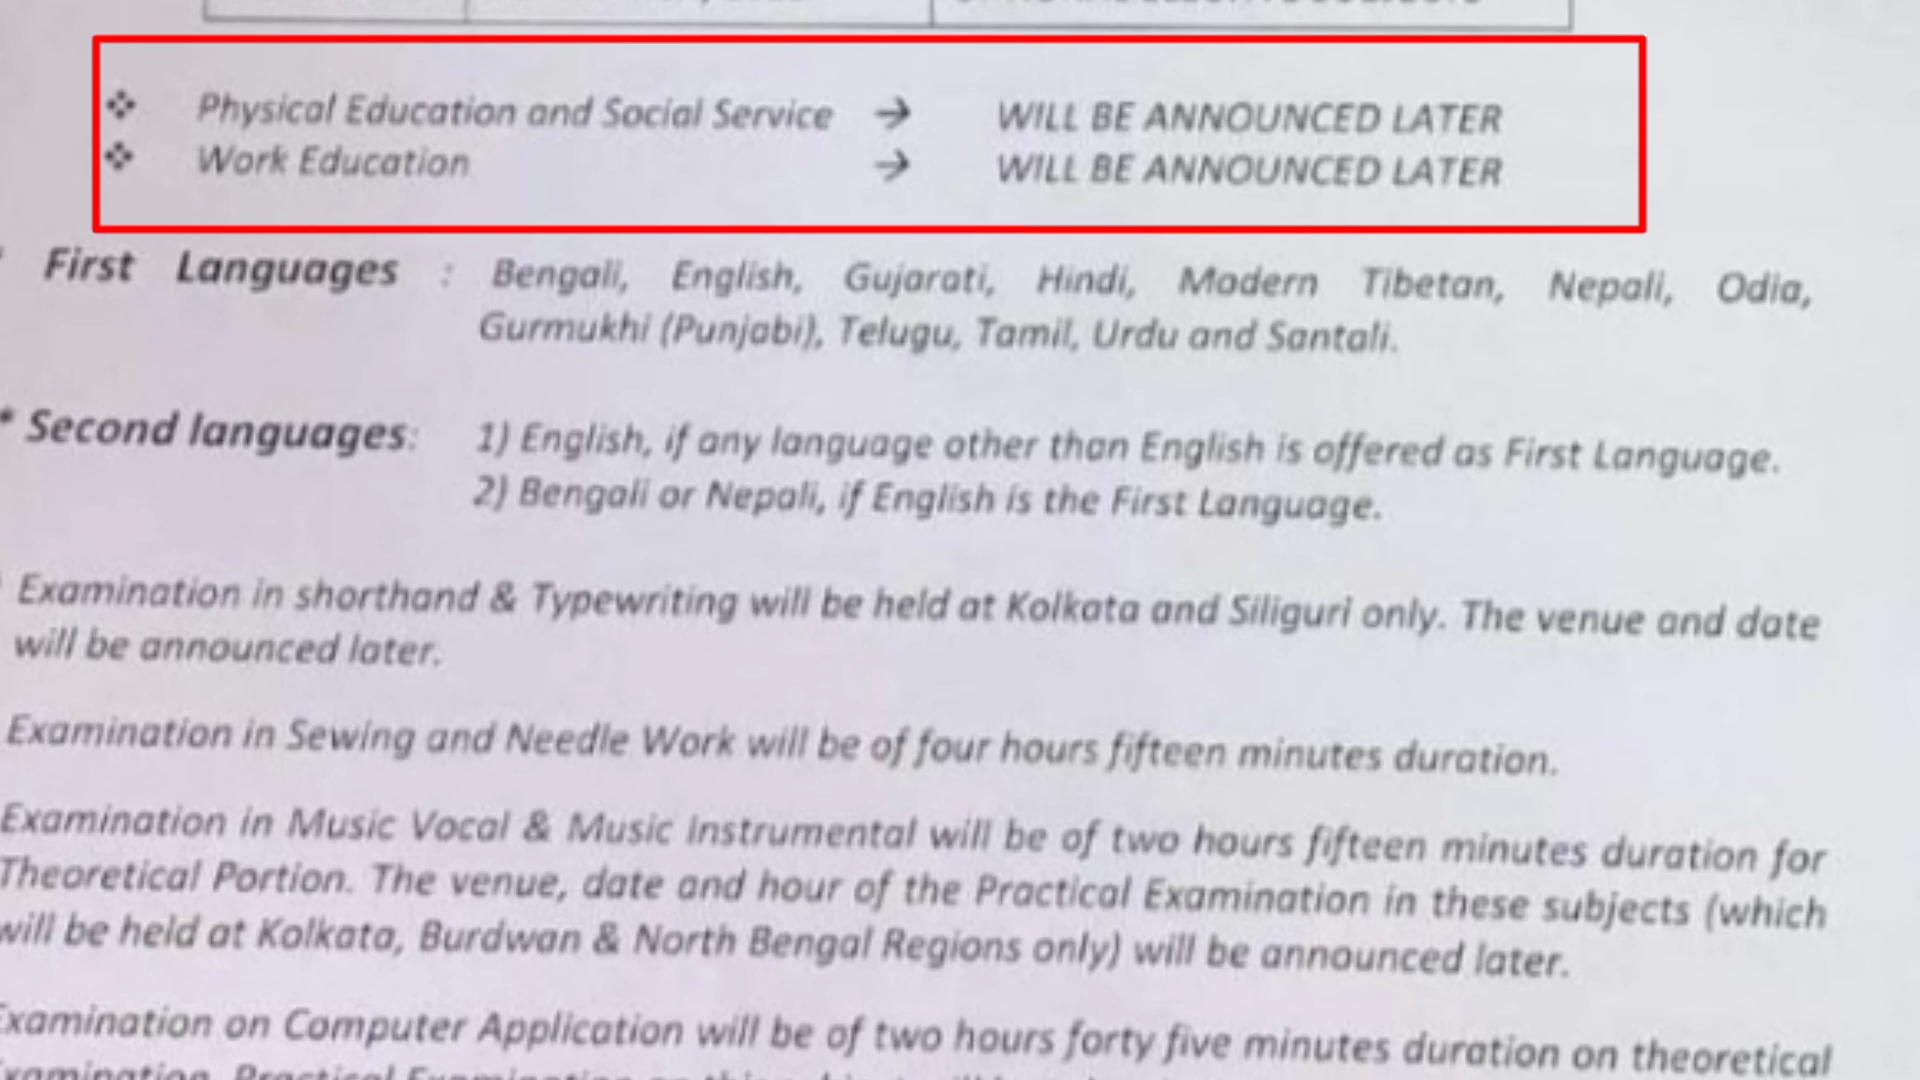 ❖ Physical Education and Social Service → WILL BE ANNOUNCED LATER
❖ Work Education → WILL BE ANNOUNCED LATER
First Languages : Bengali, English, Gujarati, Hindi, Modern Tibetan, Nepali, Odia,
Gurmukhi (Punjabi), Telugu, Tamil, Urdu and Santali.
* Second languages: 1) English, if any language other than English is offered as First Language.
2) Bengali or Nepali, if English is the First Language.
Examination in shorthand & Typewriting will be held at Kolkata and Siliguri only. The venue and date
will be announced later.
Examination in Sewing and Needle Work will be of four hours fifteen minutes duration.
Examination in Music Vocal & Music Instrumental will be of two hours fifteen minutes duration for
Theoretical Portion. The venue, date and hour of the Practical Examination in these subjects (which
will be held at Kolkata, Burdwan & North Bengal Regions only) will be announced later.
Examination on Computer Application will be of two hours forty five minutes duration on theoretical